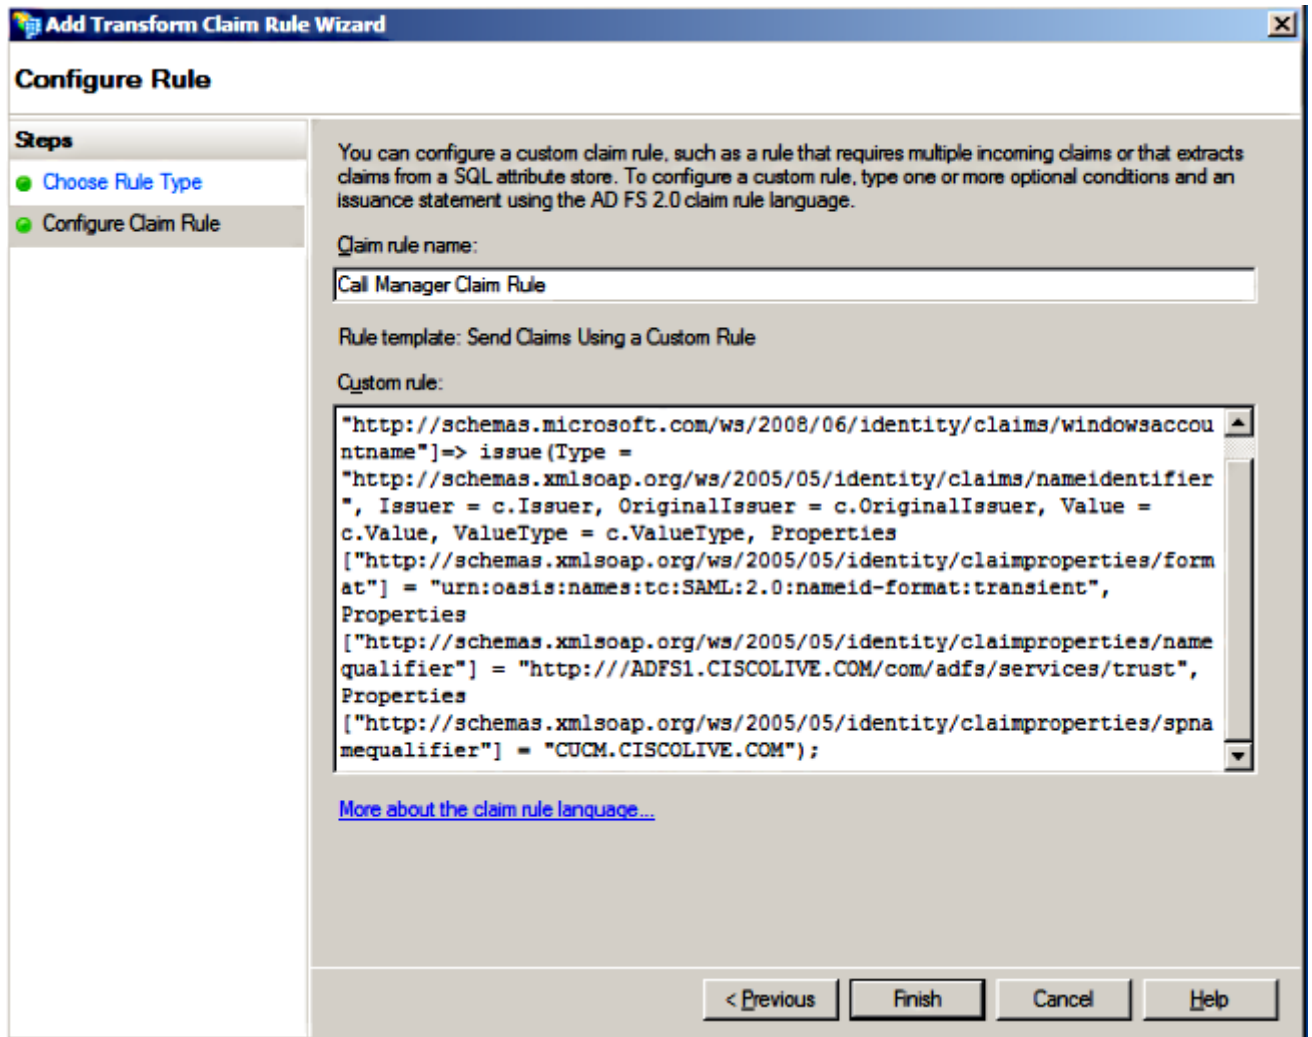 Add Transform Claim Rule Wizard
Configure Rule
Steps
Choose Rule Type
Configure Claim Rule
You can configure a custom claim rule, such as a rule that requires multiple incoming claims or that extracts
claims from a SQL attribute store. To configure a custom rule, type one or more optional conditions and an
issuance statement using the AD FS 2.0 claim rule language.
Claim rule name:
Call Manager Claim Rule
Rule template: Send Claims Using a Custom Rule
Custom rule:
"http://schemas.microsoft.com/ws/2008/06/identity/claims/windowsaccou
ntname"]=> issue(Type =
"http://schemas.xmlsoap.org/ws/2005/05/identity/claims/nameidentifier
", Issuer = c.Issuer, OriginalIssuer = c.OriginalIssuer, Value =
c.Value, ValueType = c.ValueType, Properties
["http://schemas.xmlsoap.org/ws/2005/05/identity/claimproperties/form
at"] = "urn:oasis:names:tc:SAML:2.0:nameid-format:transient",
Properties
["http://schemas.xmlsoap.org/ws/2005/05/identity/claimproperties/name
qualifier"] = "http:///ADFS1.CISCOLIVE.COM/com/adfs/services/trust",
Properties
["http://schemas.xmlsoap.org/ws/2005/05/identity/claimproperties/spna
mequalifier"] = "CUCM.CISCOLIVE.COM");
More about the claim rule language...
< Previous
Finish
Cancel
Help